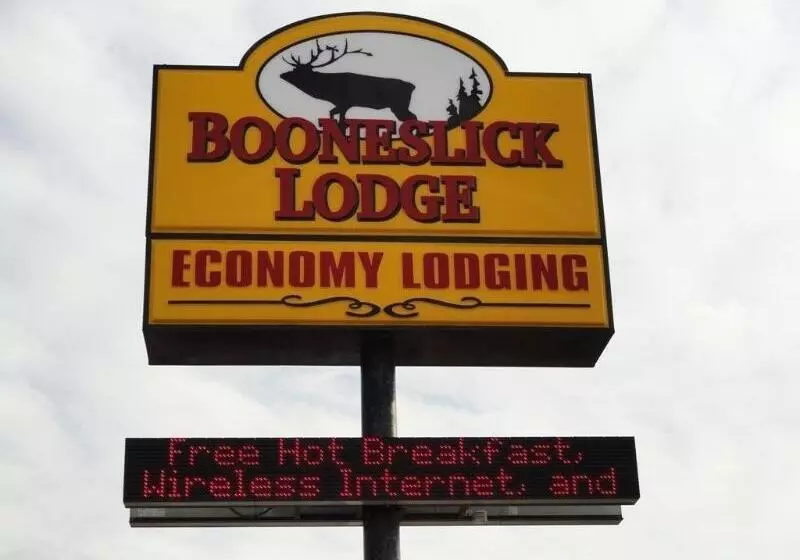 BOONESLICK
LODGE
ECONOMY LODGING
Free Hot Breakfast,
Wireless Internet, and